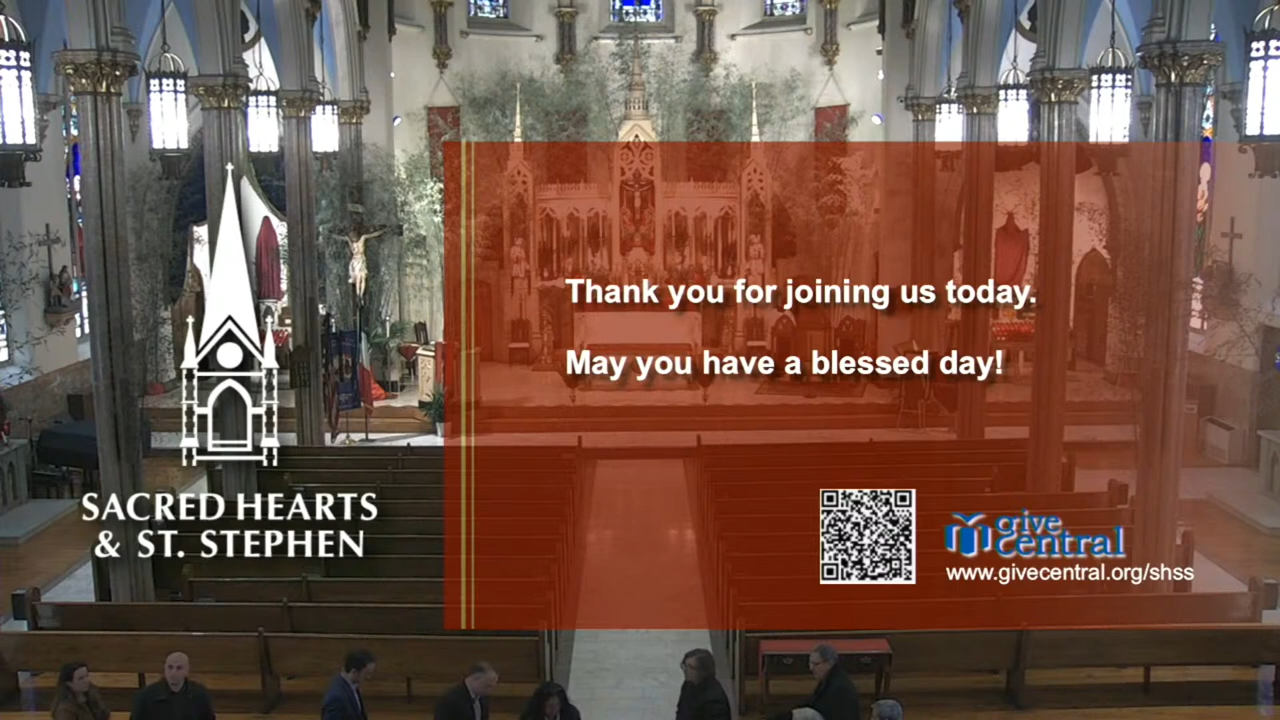 SACRED HEARTS
& ST. STEPHEN
Thank you for joining us today.
May you have a blessed day!
give
central
www.givecentral.org/shss